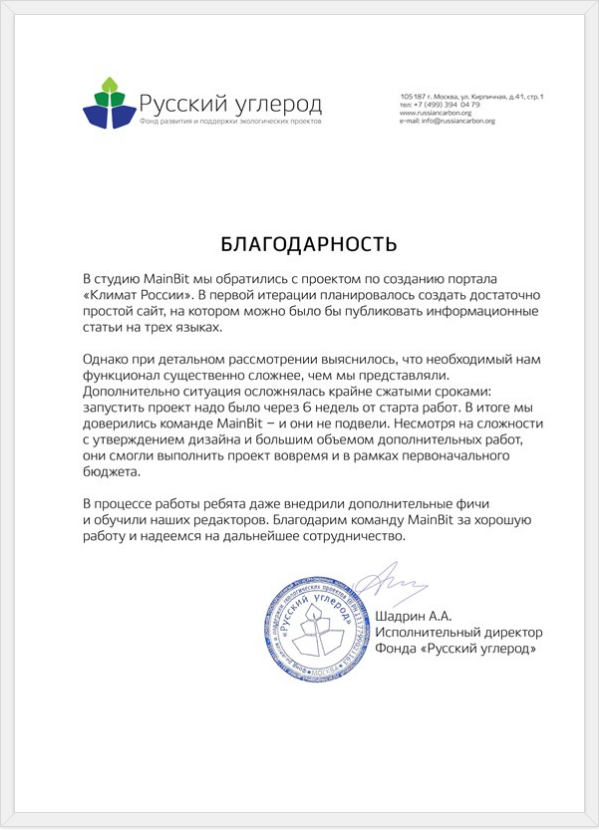 Русский углерод
Фонд развития и поддержки экологических проектов
105187 г. Москва, ул. Кирпичная, д.41, стр.1
тел: +7 (499) 394 04 79
www.russiancarbon.org
e-mail: info@russiancarbon.org
БЛАГОДАРНОСТЬ
В студию MainBit мы обратились с проектом по созданию портала
«Климат России». В первой итерации планировалось создать достаточно
простой сайт, на котором можно было бы публиковать информационные
статьи на трех языках.
Однако при детальном рассмотрении выяснилось, что необходимый нам
функционал существенно сложнее, чем мы представляли.
Дополнительно ситуация осложнялась крайне сжатыми сроками:
запустить проект надо было через 6 недель от старта работ. В итоге мы
доверились команде MainBit – и они не подвели. Несмотря на сложности
с утверждением дизайна и большим объемом дополнительных работ,
они смогли выполнить проект вовремя и в рамках первоначального
бюджета.
В процессе работы ребята даже внедрили дополнительные фичи
и обучили наших редакторов. Благодарим команду MainBit за хорошую
работу и надеемся на дальнейшее сотрудничество.
«Русский углерод»
МОСКВА
Шадрин А.А.
Исполнительный директор
Фонда «Русский углерод»